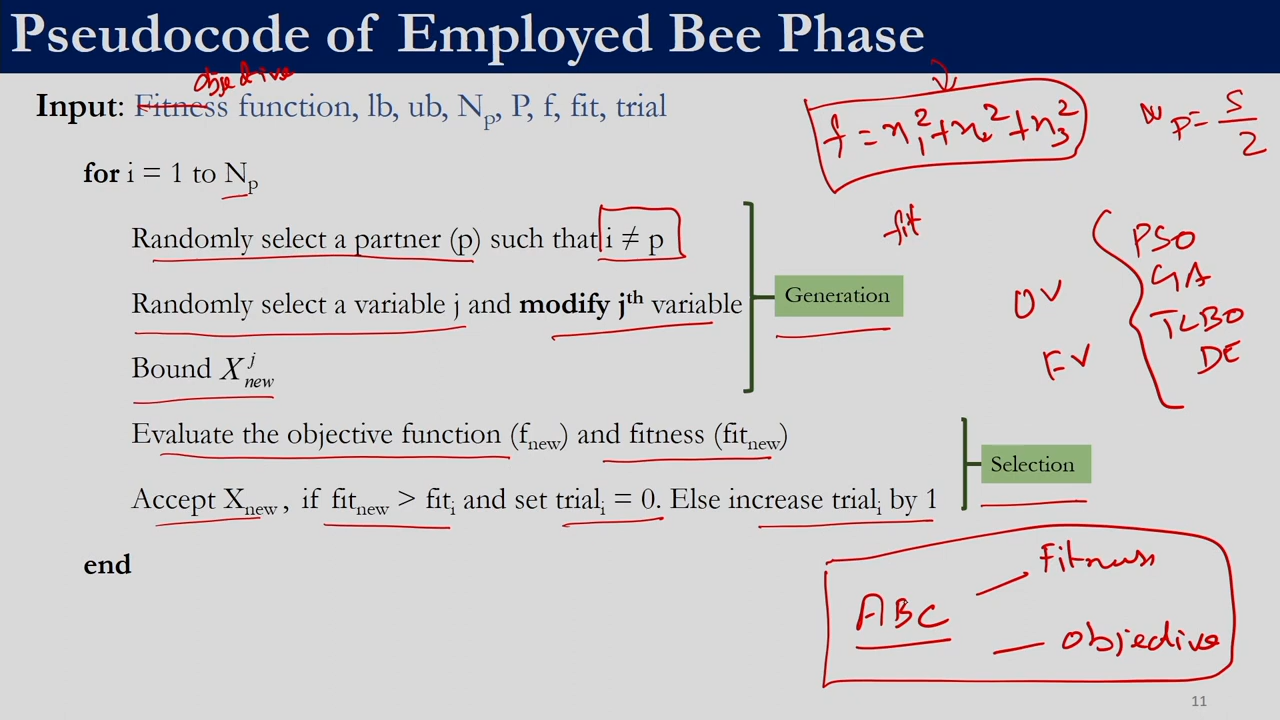 Pseudocode of Employed Bee Phase
objective
Input: Fitness function, lb, ub, Np, P, f, fit, trial
f = x₁² + x₂² + x₃²
Np = S/2
for i = 1 to Np
Randomly select a partner (p) such that i ≠ p
Randomly select a variable j and modify jth variable
Bound X^j_new
Generation
fit
OV
FV
PSO
GA
TLBO
DE
Evaluate the objective function (fnew) and fitness (fitnew)
Accept Xnew , if fitnew > fiti and set triali = 0. Else increase triali by 1
Selection
end
ABC
Fitness
Objective
11